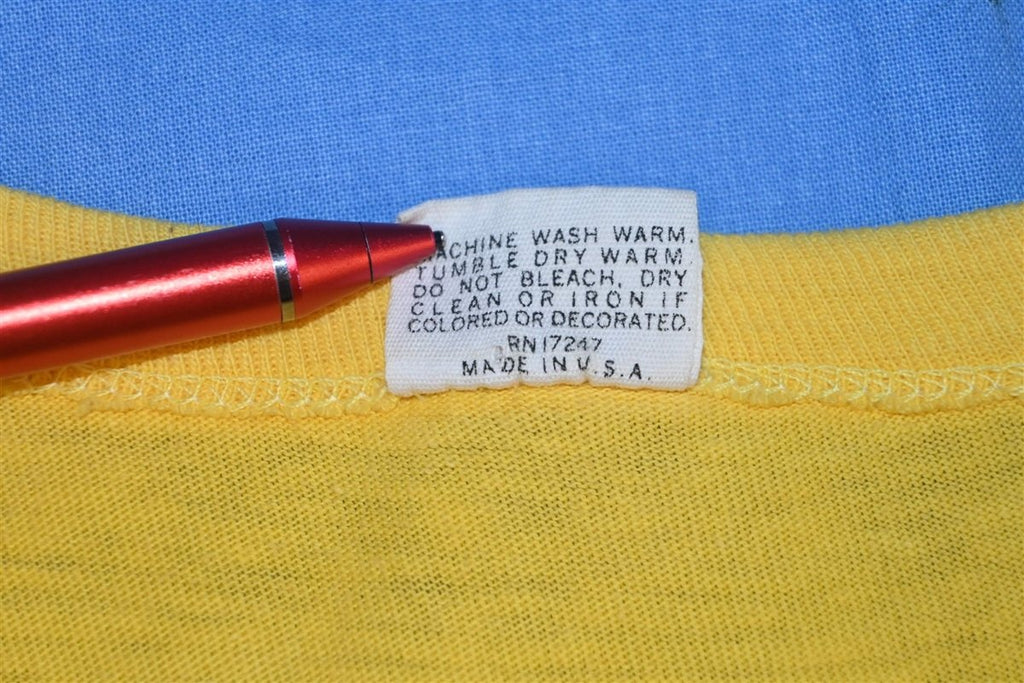 MACHINE WASH WARM.
TUMBLE DRY WARM
DO NOT BLEACH, DRY
CLEAN OR IRON IF
COLORED OR DECORATED.
RN17247
MADE IN U.S.A.